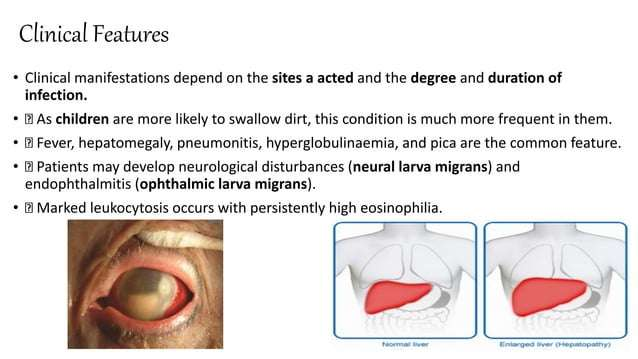 Clinical Features
• Clinical manifestations depend on the sites a acted and the degree and duration of
infection.
• ⍰ As children are more likely to swallow dirt, this condition is much more frequent in them.
• ⍰ Fever, hepatomegaly, pneumonitis, hyperglobulinaemia, and pica are the common feature.
• ⍰ Patients may develop neurological disturbances (neural larva migrans) and
endophthalmitis (ophthalmic larva migrans).
• ⍰ Marked leukocytosis occurs with persistently high eosinophilia.
Normal liver
Enlarged liver (Hepatopathy)